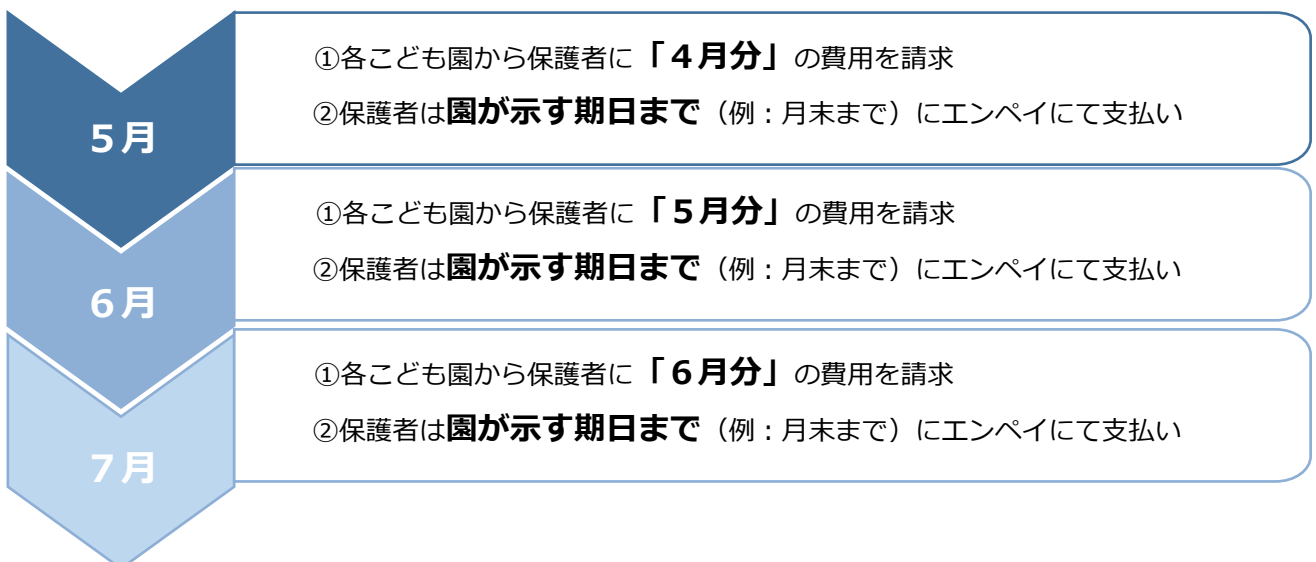 5月
①各こども園から保護者に「４月分」の費用を請求
②保護者は園が示す期日まで（例：月末まで）にエンペイにて支払い
6月
①各こども園から保護者に「５月分」の費用を請求
②保護者は園が示す期日まで（例：月末まで）にエンペイにて支払い
7月
①各こども園から保護者に「６月分」の費用を請求
②保護者は園が示す期日まで（例：月末まで）にエンペイにて支払い